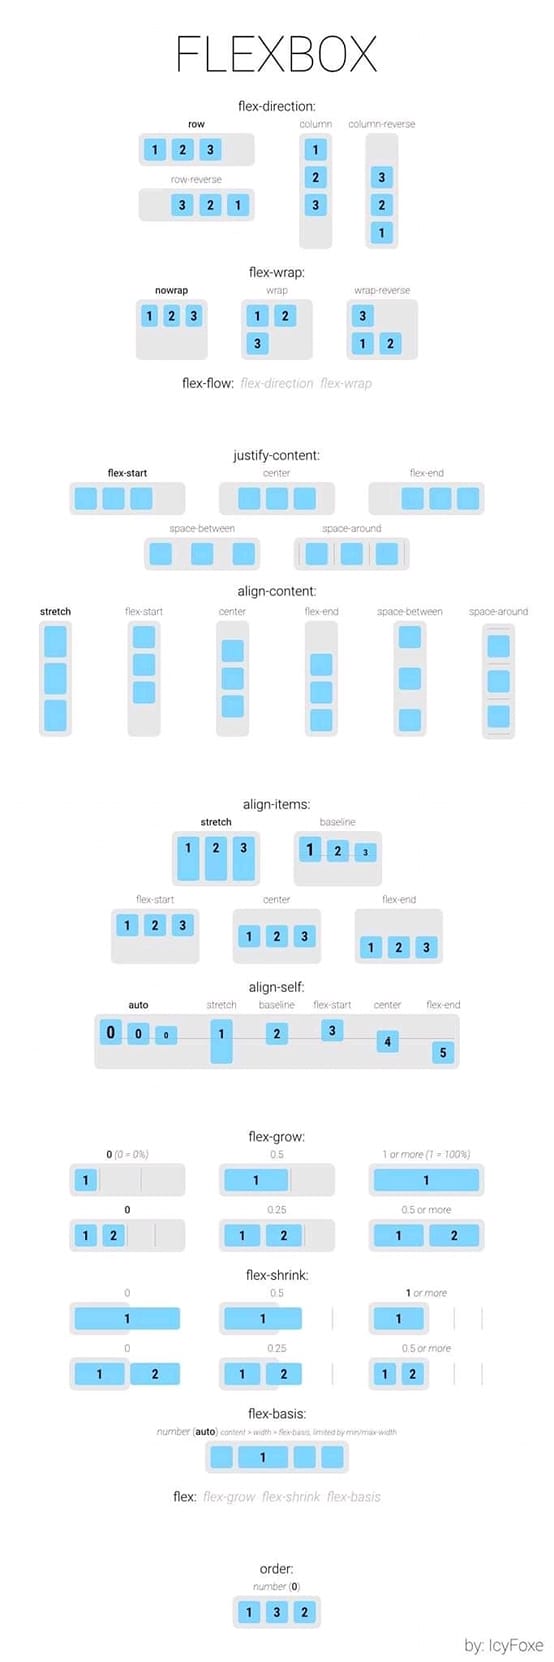 FLEXBOX
flex-direction:
row column column-reverse
1 2 3
row-reverse
3 2 1
1
2
3
3
2
1
flex-wrap:
nowrap wrap wrap-reverse
1 2 3
1 2
3
3
1 2
flex-flow: flex-direction flex-wrap
justify-content:
flex-start center flex-end
space-between space-around
align-content:
stretch flex-start center flex-end space-between space-around
align-items:
stretch baseline
1 2 3 1 2 3
flex-start center flex-end
1 2 3 1 2 3 1 2 3
align-self:
auto stretch baseline flex-start center flex-end
0 0 0 1 2 3 4 5
flex-grow:
0 (0 = 0%) 0.5 1 or more (1 = 100%)
1 1 1
0 0.25 0.5 or more
1 2 1 2 1 2
flex-shrink:
0 0.5 1 or more
1 1 1
0 0.25 0.5 or more
1 2 1 2 1 2
flex-basis:
number (auto) content > width > flex-basis, limited by min/max-width
1
flex: flex-grow flex-shrink flex-basis
order:
number (0)
1 3 2
by: IcyFoxe